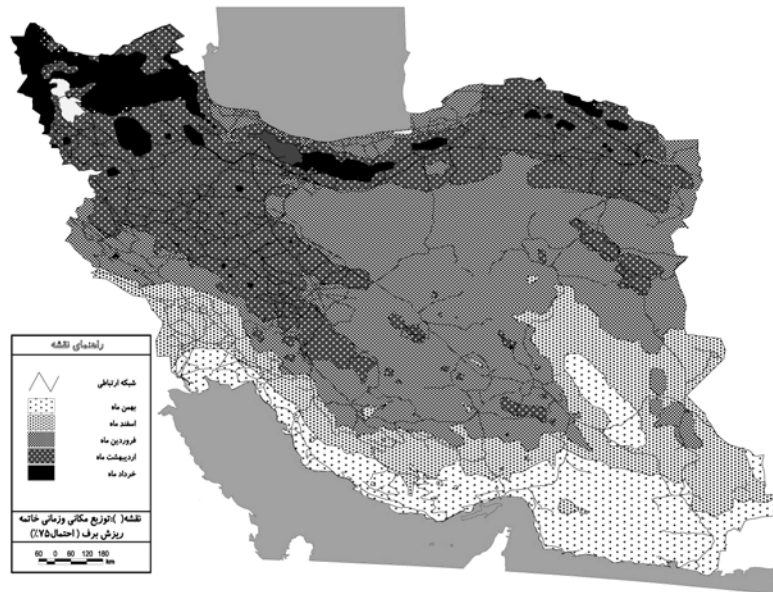 راهنمای نقشه
شبکه ارتباطی
بهمن ماه
اسفند ماه
فروردین ماه
اردیبهشت ماه
خرداد ماه
نقشه( ):توزیع مکانی وزمانی خاتمه
ریزش برف ( احتمال۷۵٪)
60 0 60 120 180
km